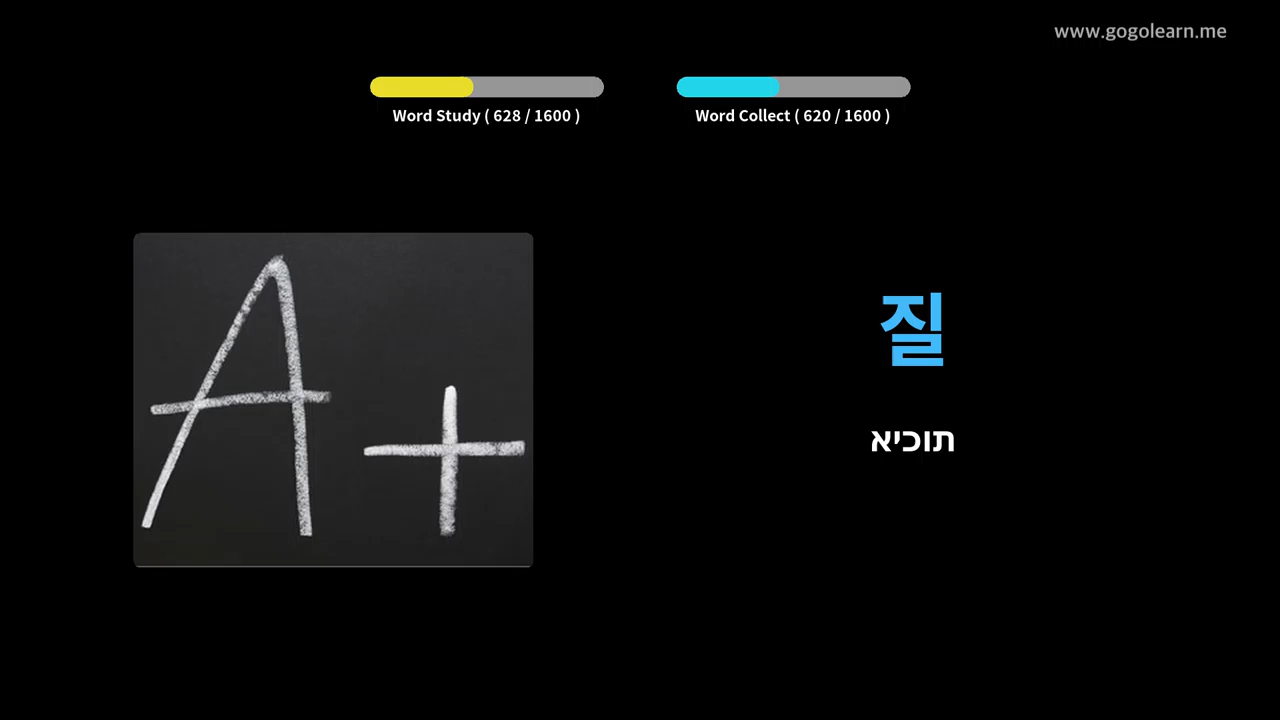 www.gogolearn.me
Word Study ( 628 / 1600 )
Word Collect ( 620 / 1600 )
A+
질
תוכיא